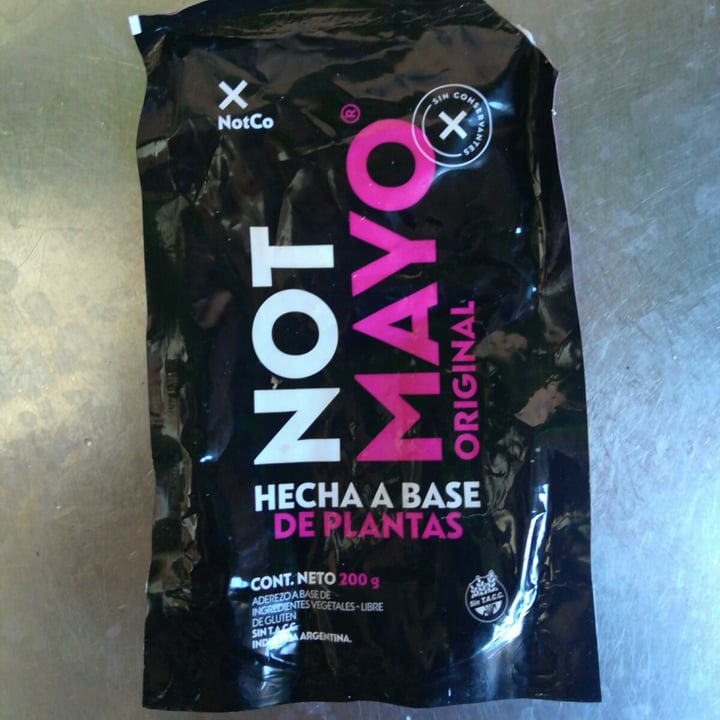 NotCo
SIN CONSERVANTES
NOT
MAYO®
ORIGINAL
HECHA A BASE
DE PLANTAS
CONT. NETO 200 g
ADEREZO A BASE DE
INGREDIENTES VEGETALES - LIBRE
DE GLUTEN
SIN T.A.C.C.
INDUSTRIA ARGENTINA.
Sin T.A.C.C.